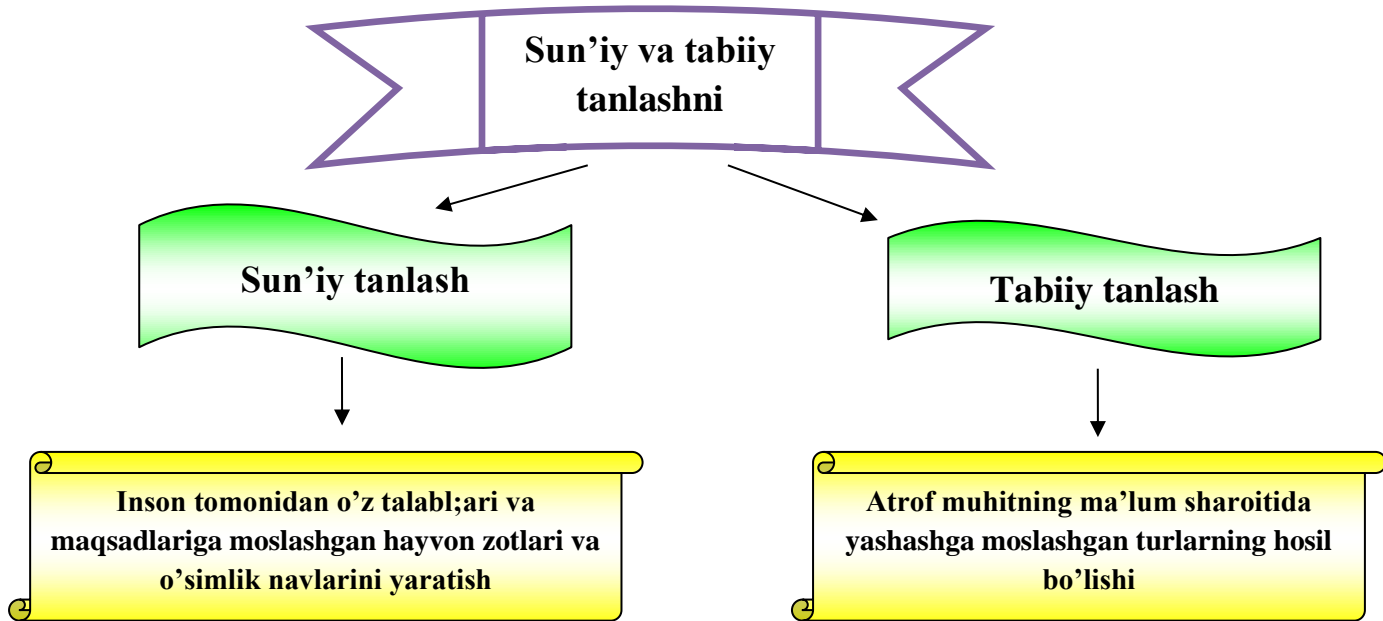 Sun’iy va tabiiy
tanlashni
Sun’iy tanlash
Tabiiy tanlash
Inson tomonidan o’z talabl;ari va
maqsadlariga moslashgan hayvon zotlari va
o’simlik navlarini yaratish
Atrof muhitning ma’lum sharoitida
yashashga moslashgan turlarning hosil
bo’lishi